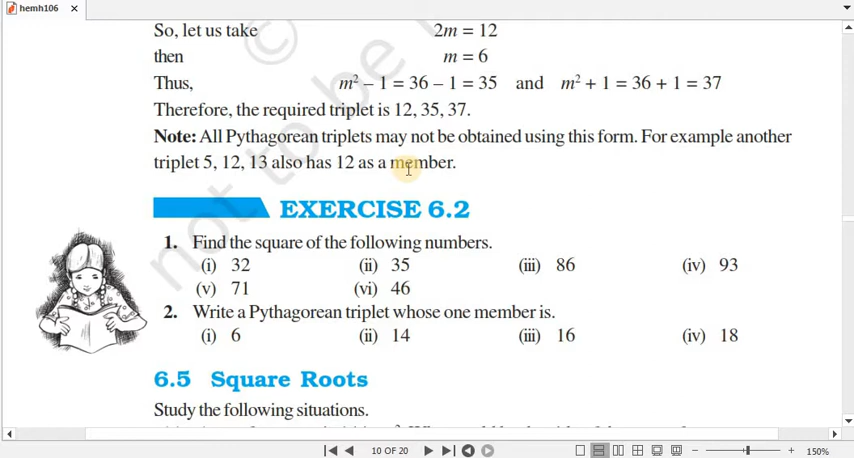 hemh106
So, let us take 2m = 12
then m = 6
Thus, m² – 1 = 36 – 1 = 35 and m² + 1 = 36 + 1 = 37
Therefore, the required triplet is 12, 35, 37.
Note: All Pythagorean triplets may not be obtained using this form. For example another
triplet 5, 12, 13 also has 12 as a member.
EXERCISE 6.2
1. Find the square of the following numbers.
(i) 32 (ii) 35 (iii) 86 (iv) 93
(v) 71 (vi) 46
2. Write a Pythagorean triplet whose one member is.
(i) 6 (ii) 14 (iii) 16 (iv) 18
6.5 Square Roots
Study the following situations.
10 OF 20 150%
© not to be